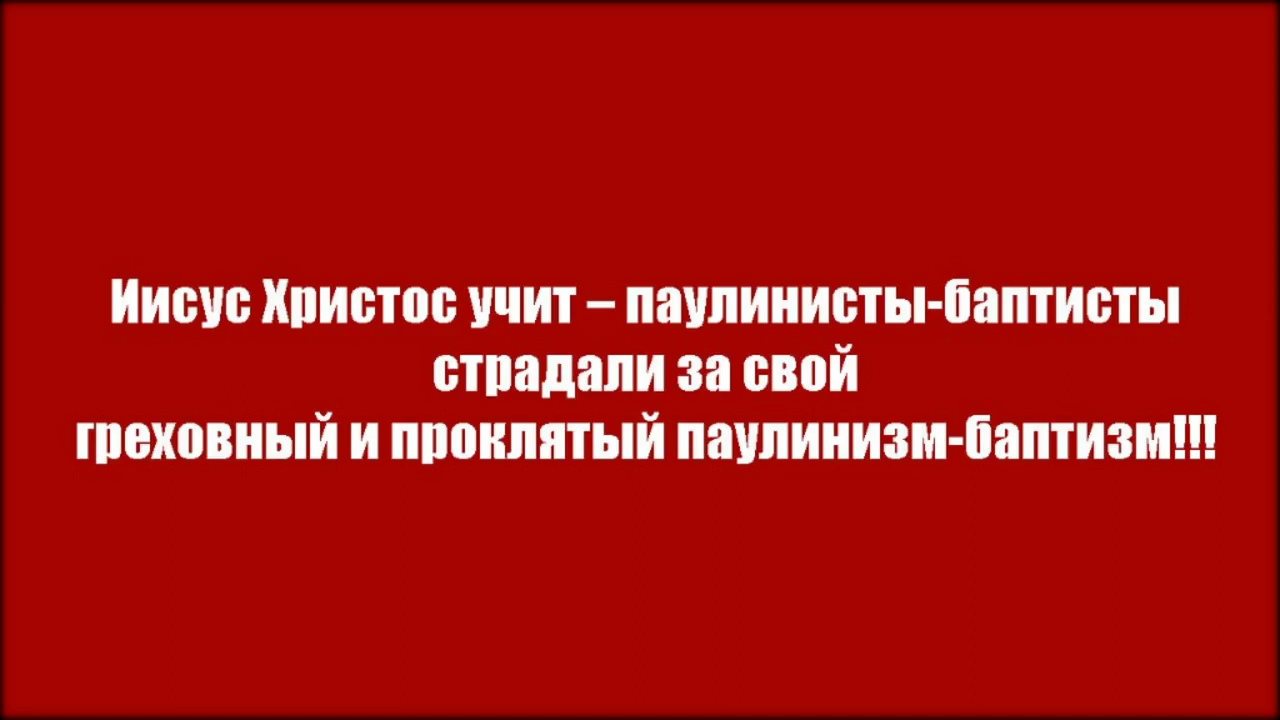 Иисус Христос учит – паулинисты-баптисты
страдали за свой
греховный и проклятый паулинизм-баптизм!!!